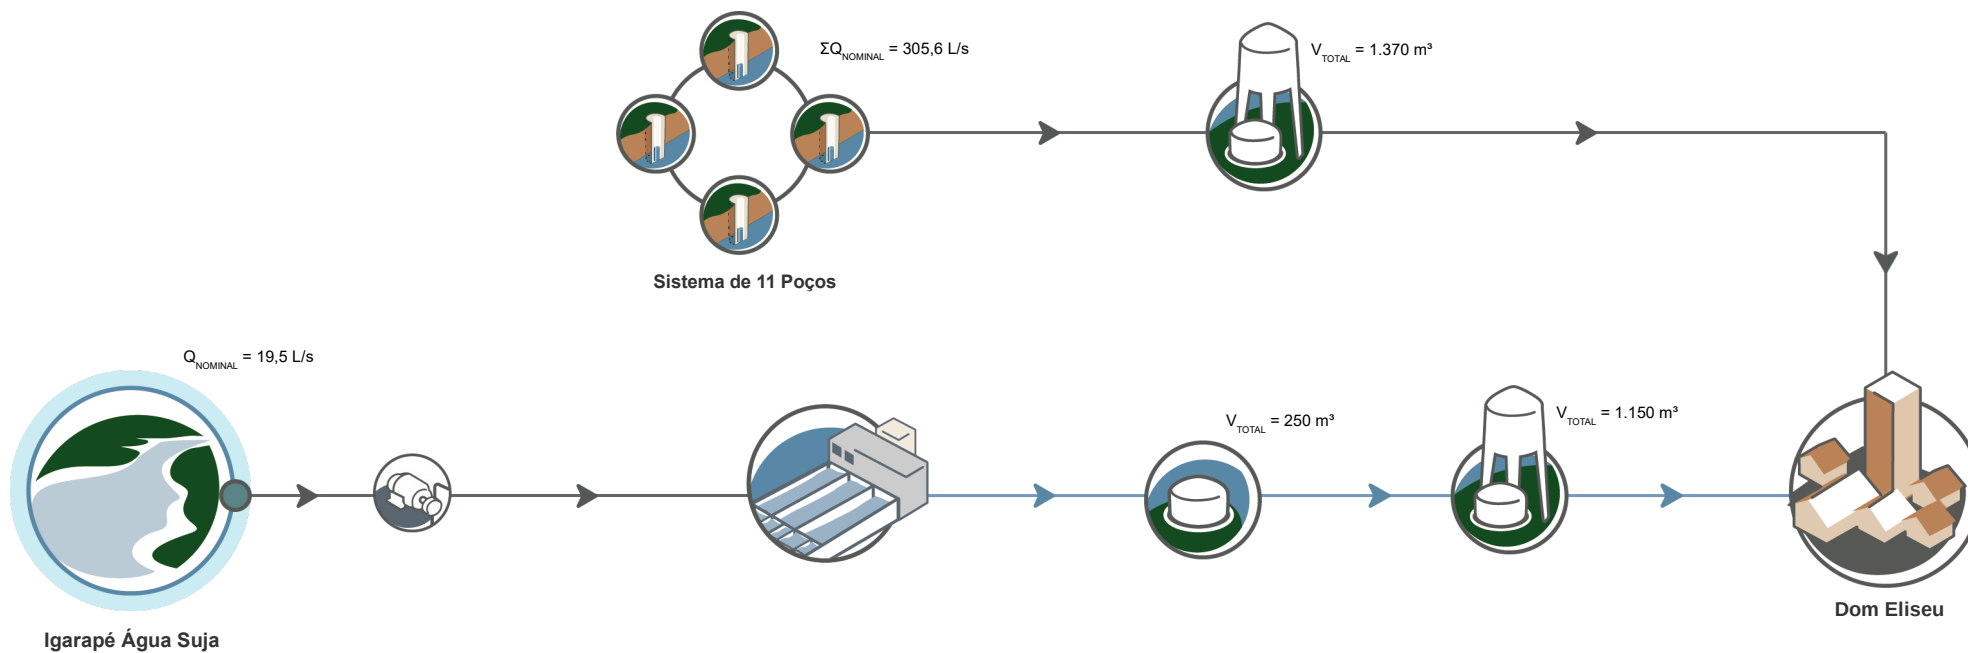 ΣQNOMINAL = 305,6 L/s
VTOTAL = 1.370 m³
Sistema de 11 Poços
QNOMINAL = 19,5 L/s
VTOTAL = 250 m³
VTOTAL = 1.150 m³
Dom Eliseu
Igarapé Água Suja